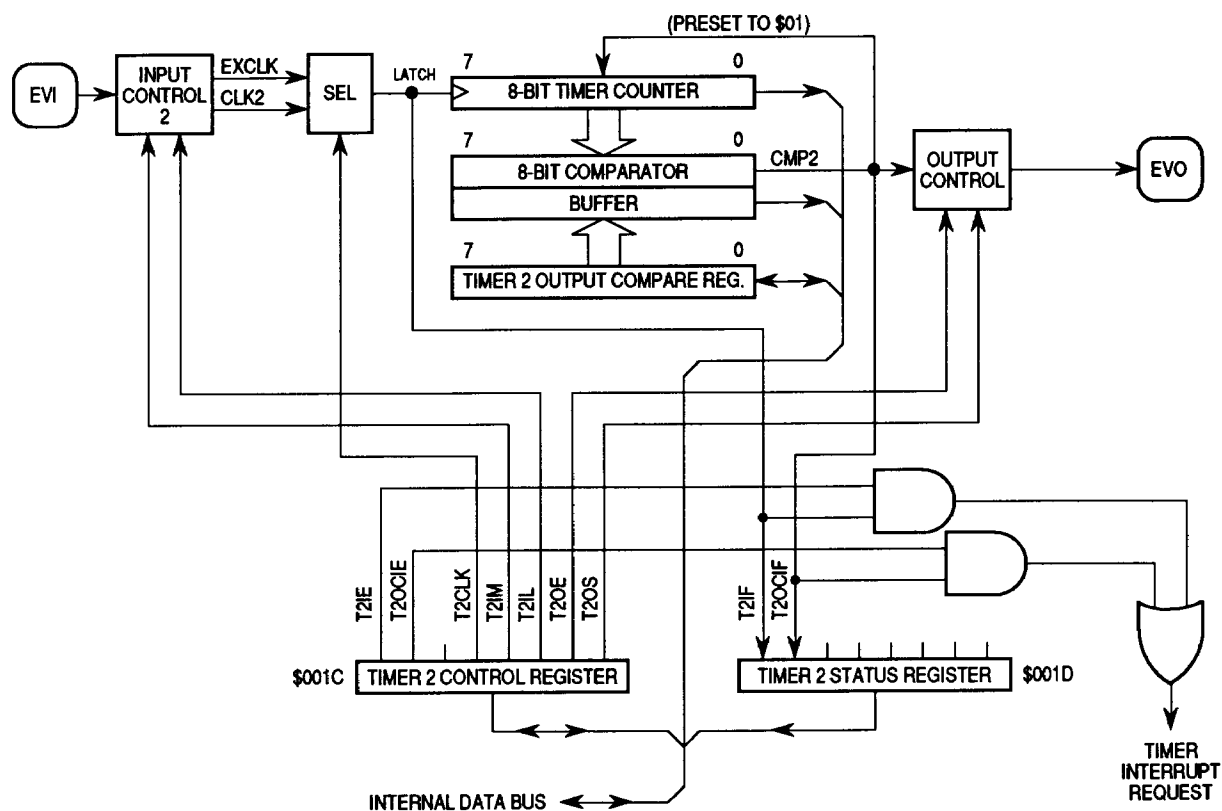 (PRESET TO $01)
EVI
INPUT
CONTROL
2
EXCLK
CLK2
SEL
LATCH
7
0
8-BIT TIMER COUNTER
7
0
8-BIT COMPARATOR
CMP2
BUFFER
OUTPUT
CONTROL
EVO
7
0
TIMER 2 OUTPUT COMPARE REG.
T2IE
T2OCIE
T2CLK
T2IM
T2IL
T2OE
T2OS
T2IF
T2OCIF
$001C
TIMER 2 CONTROL REGISTER
TIMER 2 STATUS REGISTER
$001D
TIMER
INTERRUPT
REQUEST
INTERNAL DATA BUS